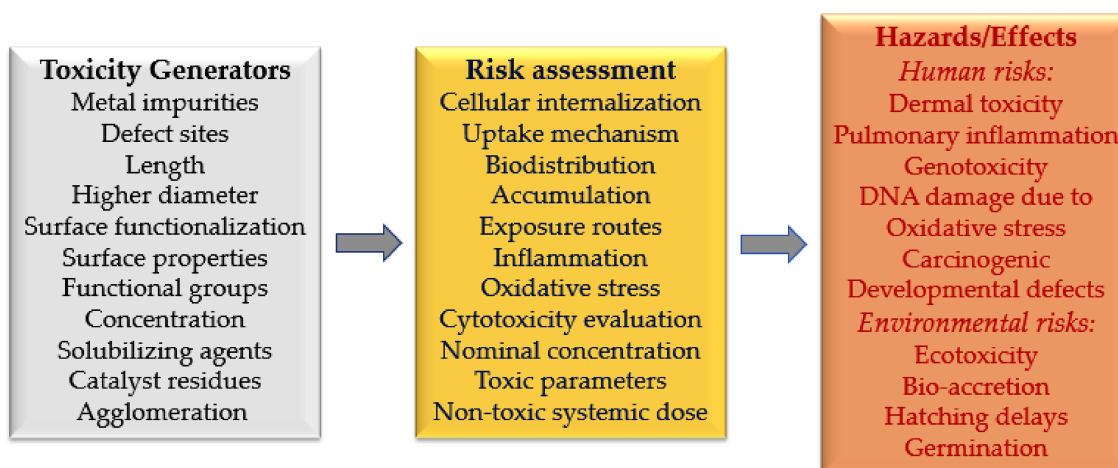 Toxicity Generators
Metal impurities
Defect sites
Length
Higher diameter
Surface functionalization
Surface properties
Functional groups
Concentration
Solubilizing agents
Catalyst residues
Agglomeration
Risk assessment
Cellular internalization
Uptake mechanism
Biodistribution
Accumulation
Exposure routes
Inflammation
Oxidative stress
Cytotoxicity evaluation
Nominal concentration
Toxic parameters
Non-toxic systemic dose
Hazards/Effects
Human risks:
Dermal toxicity
Pulmonary inflammation
Genotoxicity
DNA damage due to
Oxidative stress
Carcinogenic
Developmental defects
Environmental risks:
Ecotoxicity
Bio-accretion
Hatching delays
Germination